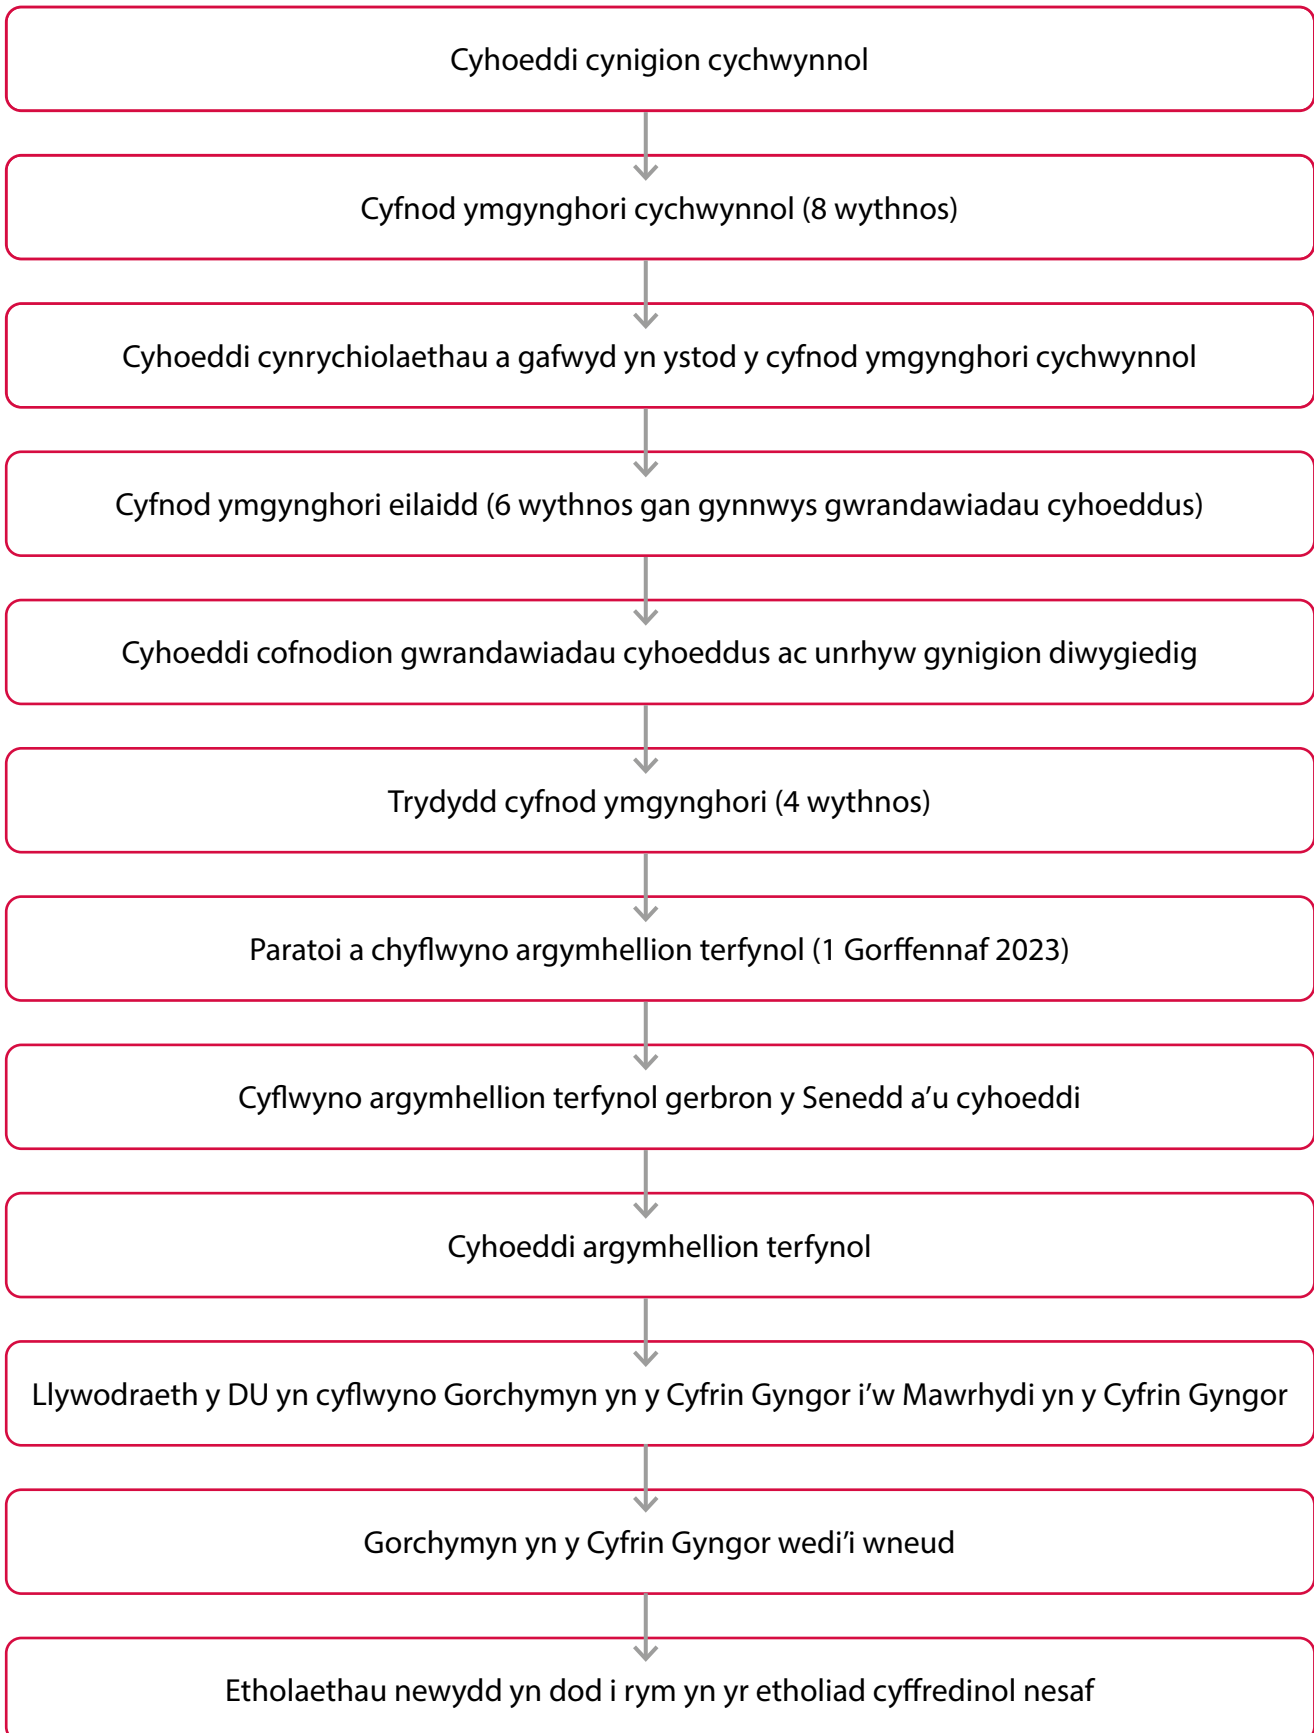 Cyhoeddi cynigion cychwynnol
Cyfnod ymgynghori cychwynnol (8 wythnos)
Cyhoeddi cynrychiolaethau a gafwyd yn ystod y cyfnod ymgynghori cychwynnol
Cyfnod ymgynghori eilaidd (6 wythnos gan gynnwys gwrandawiadau cyhoeddus)
Cyhoeddi cofnodion gwrandawiadau cyhoeddus ac unrhyw gynigion diwygiedig
Trydydd cyfnod ymgynghori (4 wythnos)
Paratoi a chyflwyno argymhellion terfynol (1 Gorffennaf 2023)
Cyflwyno argymhellion terfynol gerbron y Senedd a’u cyhoeddi
Cyhoeddi argymhellion terfynol
Llywodraeth y DU yn cyflwyno Gorchymyn yn y Cyfrin Gyngor i’w Mawrhydi yn y Cyfrin Gyngor
Gorchymyn yn y Cyfrin Gyngor wedi’i wneud
Etholaethau newydd yn dod i rym yn yr etholiad cyffredinol nesaf